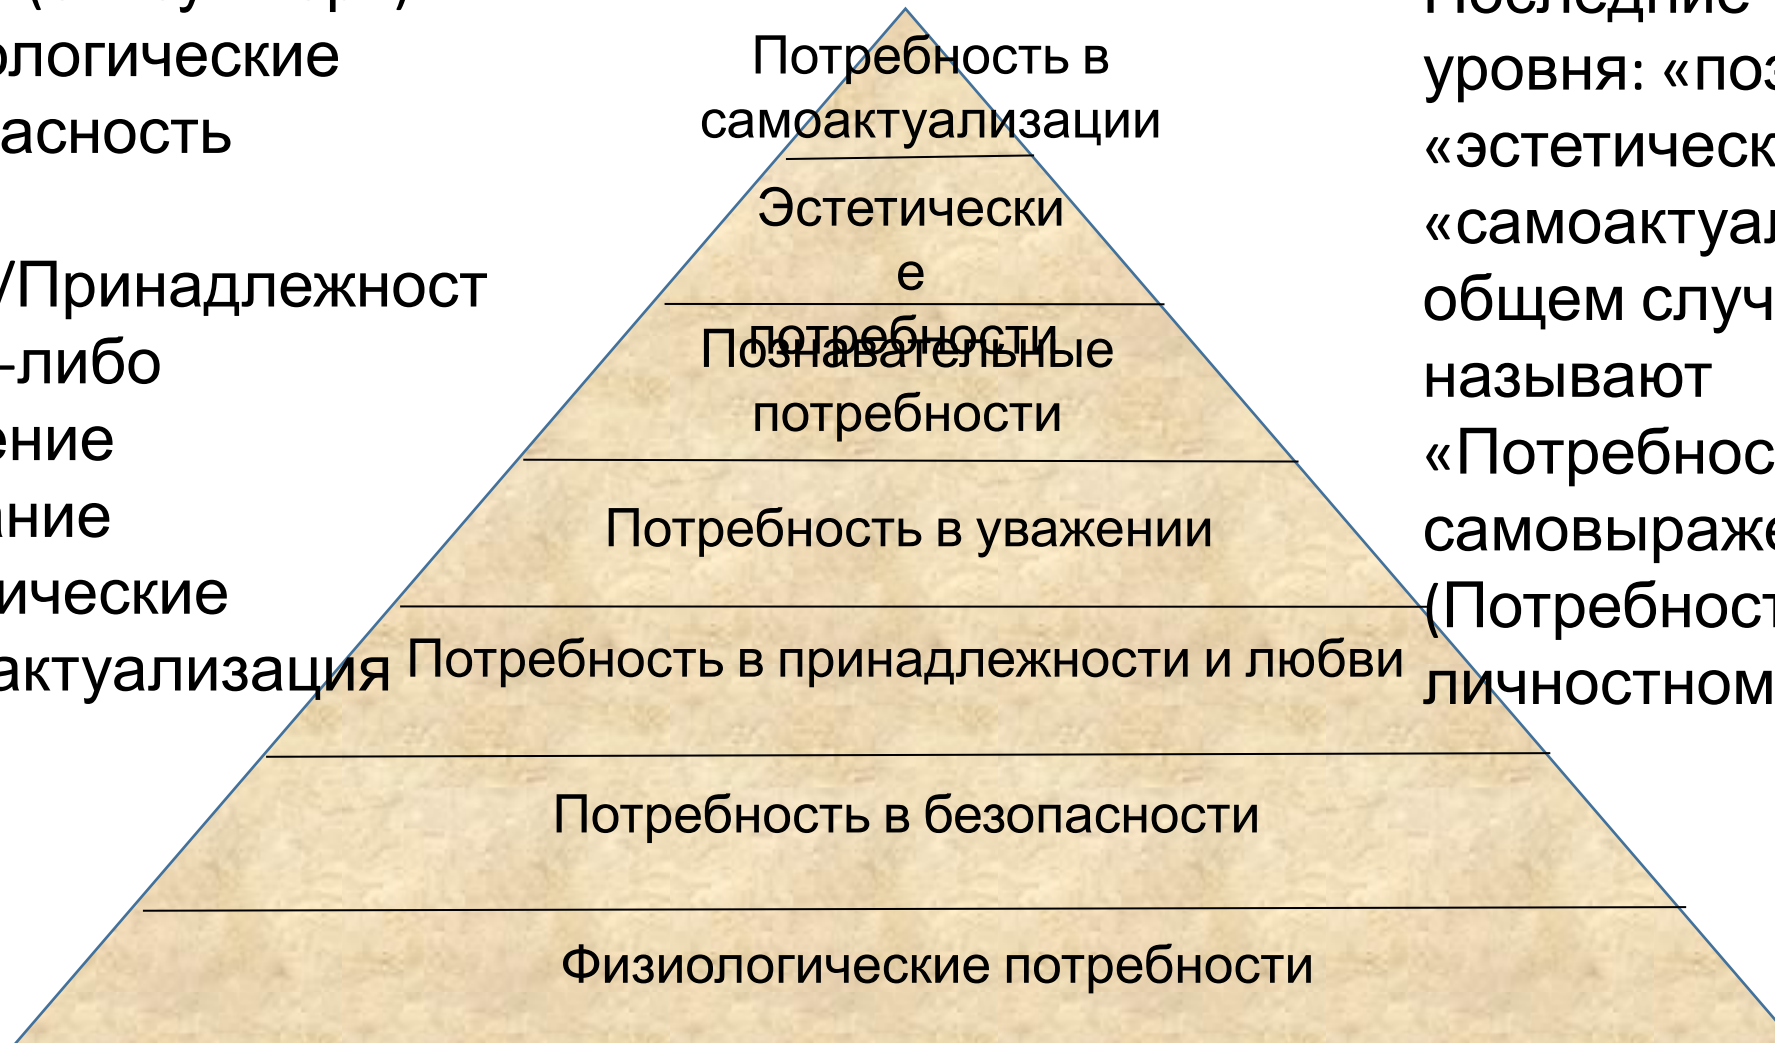 ологические
асность
/Принадлежност
-либо
ение
ание
ические
актуализация
Потребность в
самоактуализации
Эстетически
е
потребности
Познавательные
потребности
Потребность в уважении
Потребность в принадлежности и любви
Потребность в безопасности
Физиологические потребности
Последние
уровня: «поз
«эстетическ
«самоактуал
общем случ
называют
«Потребнос
самовыраже
(Потребност
личностном